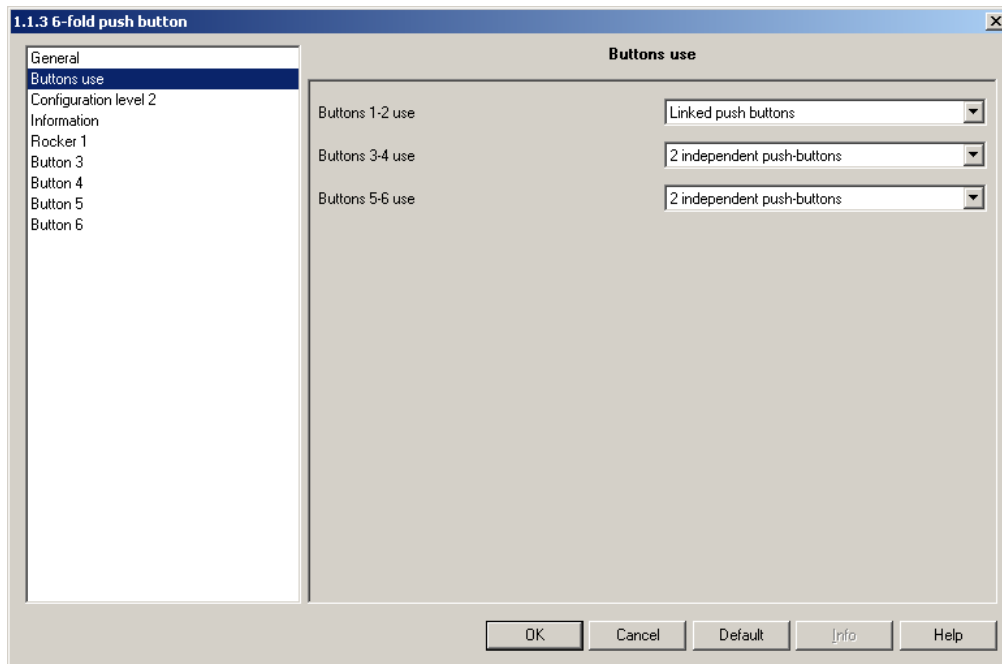 1.1.3 6-fold push button
General
Buttons use
Configuration level 2
Information
Rocker 1
Button 3
Button 4
Button 5
Button 6
Buttons use
Buttons 1-2 use
Linked push buttons
Buttons 3-4 use
2 independent push-buttons
Buttons 5-6 use
2 independent push-buttons
OK
Cancel
Default
Info
Help